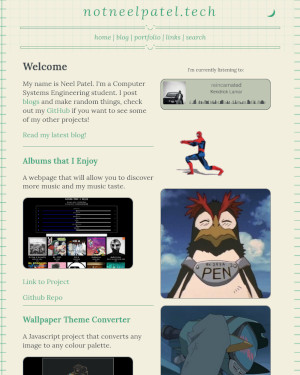 notneelpatel.tech
home | blog | portfolio | links | search
Welcome
My name is Neel Patel. I'm a Computer
Systems Engineering student. I post
blogs and make random things, check
out my GitHub if you want to see some
of my other projects!
Read my latest blog!
Albums that I Enjoy
A webpage that will allow you to discover
more music and my music taste.
Link to Project
Github Repo
Wallpaper Theme Converter
A Javascript project that converts any
image to any colour palette.
I'm currently listening to:
reincarnated
Kendrick Lamar
PEN